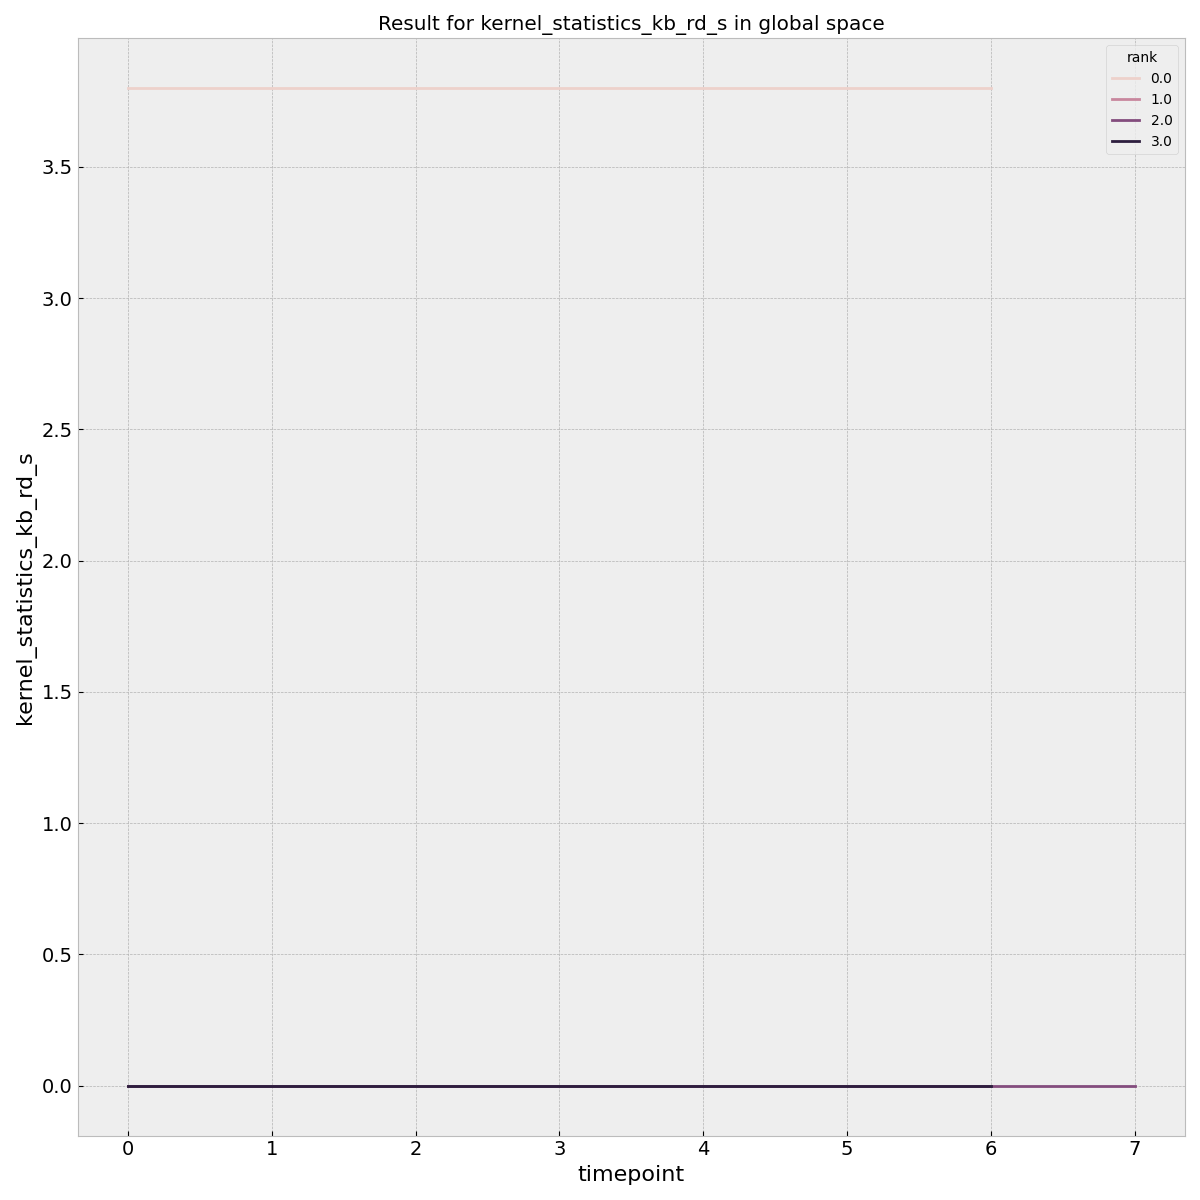 Result for kernel_statistics_kb_rd_s in global space
rank
0.0
1.0
2.0
3.0
3.5
3.0
2.5
2.0
1.5
1.0
0.5
0.0
kernel_statistics_kb_rd_s
0 1 2 3 4 5 6 7
timepoint